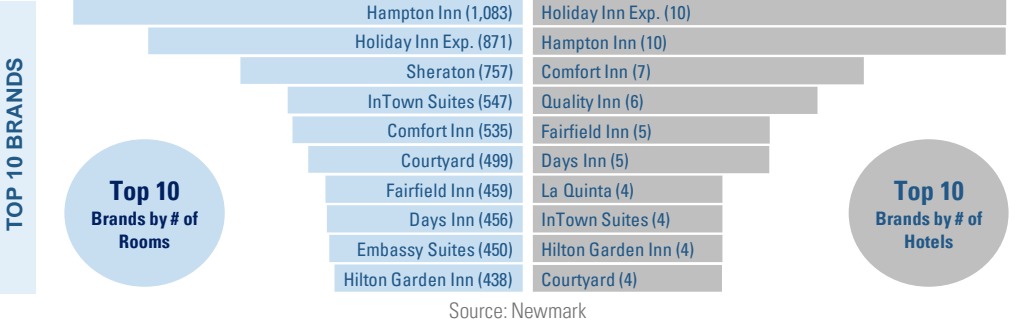 TOP 10 BRANDS
Hampton Inn (1,083)
Holiday Inn Exp. (871)
Sheraton (757)
InTown Suites (547)
Comfort Inn (535)
Courtyard (499)
Fairfield Inn (459)
Days Inn (456)
Embassy Suites (450)
Hilton Garden Inn (438)
Top 10
Brands by # of
Rooms
Holiday Inn Exp. (10)
Hampton Inn (10)
Comfort Inn (7)
Quality Inn (6)
Fairfield Inn (5)
Days Inn (5)
La Quinta (4)
InTown Suites (4)
Hilton Garden Inn (4)
Courtyard (4)
Top 10
Brands by # of
Hotels
Source: Newmark